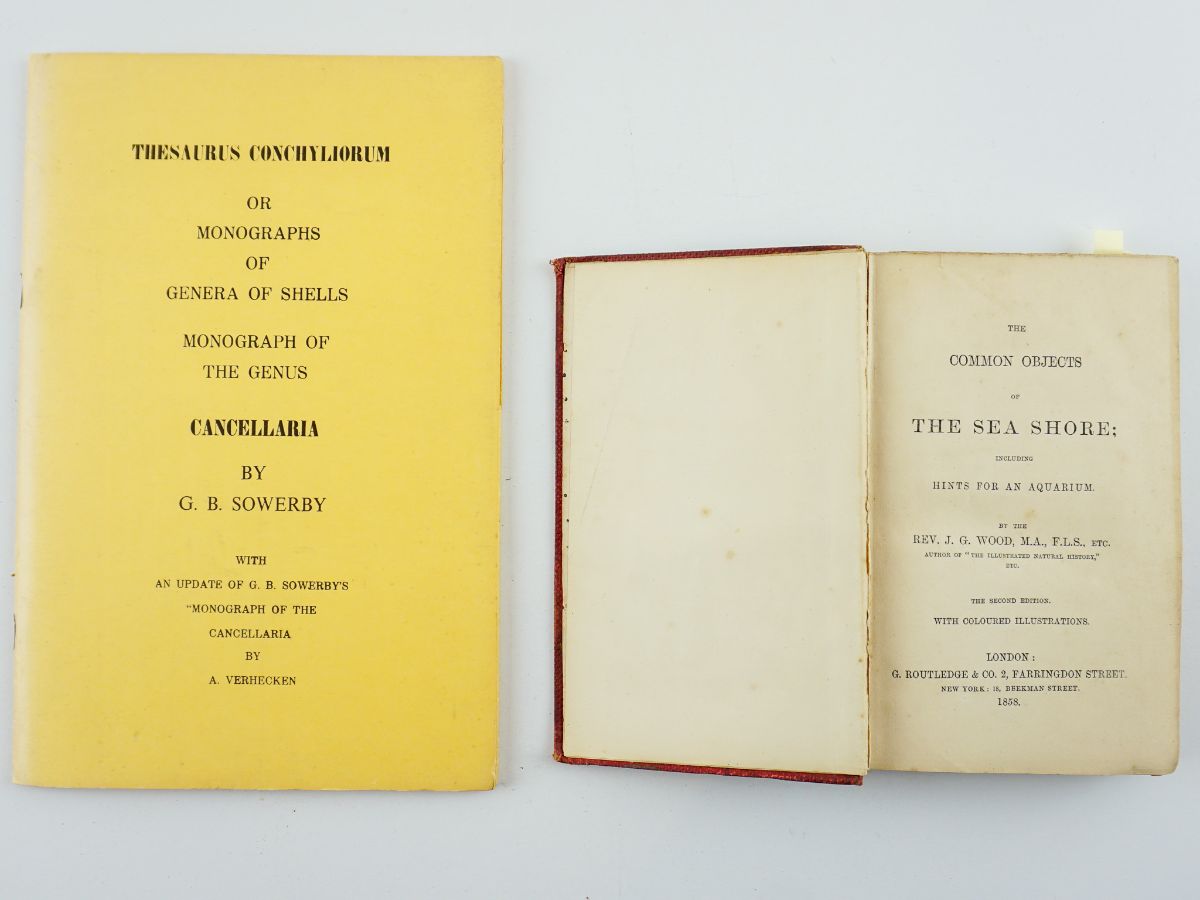 THESAURUS CONCHYLIORUM
OR
MONOGRAPHS
OF
GENERA OF SHELLS
MONOGRAPH OF
THE GENUS
CANCELLARIA
BY
G. B. SOWERBY
WITH
AN UPDATE OF G. B. SOWERBY'S
"MONOGRAPH OF THE
CANCELLARIA
BY
A. VERHECKEN
THE
COMMON OBJECTS
OF
THE SEA SHORE;
INCLUDING
HINTS FOR AN AQUARIUM.
BY THE
REV. J. G. WOOD, M.A., F.L.S., ETC.
AUTHOR OF "THE ILLUSTRATED NATURAL HISTORY,"
ETC.
THE SECOND EDITION.
WITH COLOURED ILLUSTRATIONS.
LONDON:
G. ROUTLEDGE & CO. 2, FARRINGDON STREET.
NEW YORK: 18, BEEKMAN STREET.
1858.